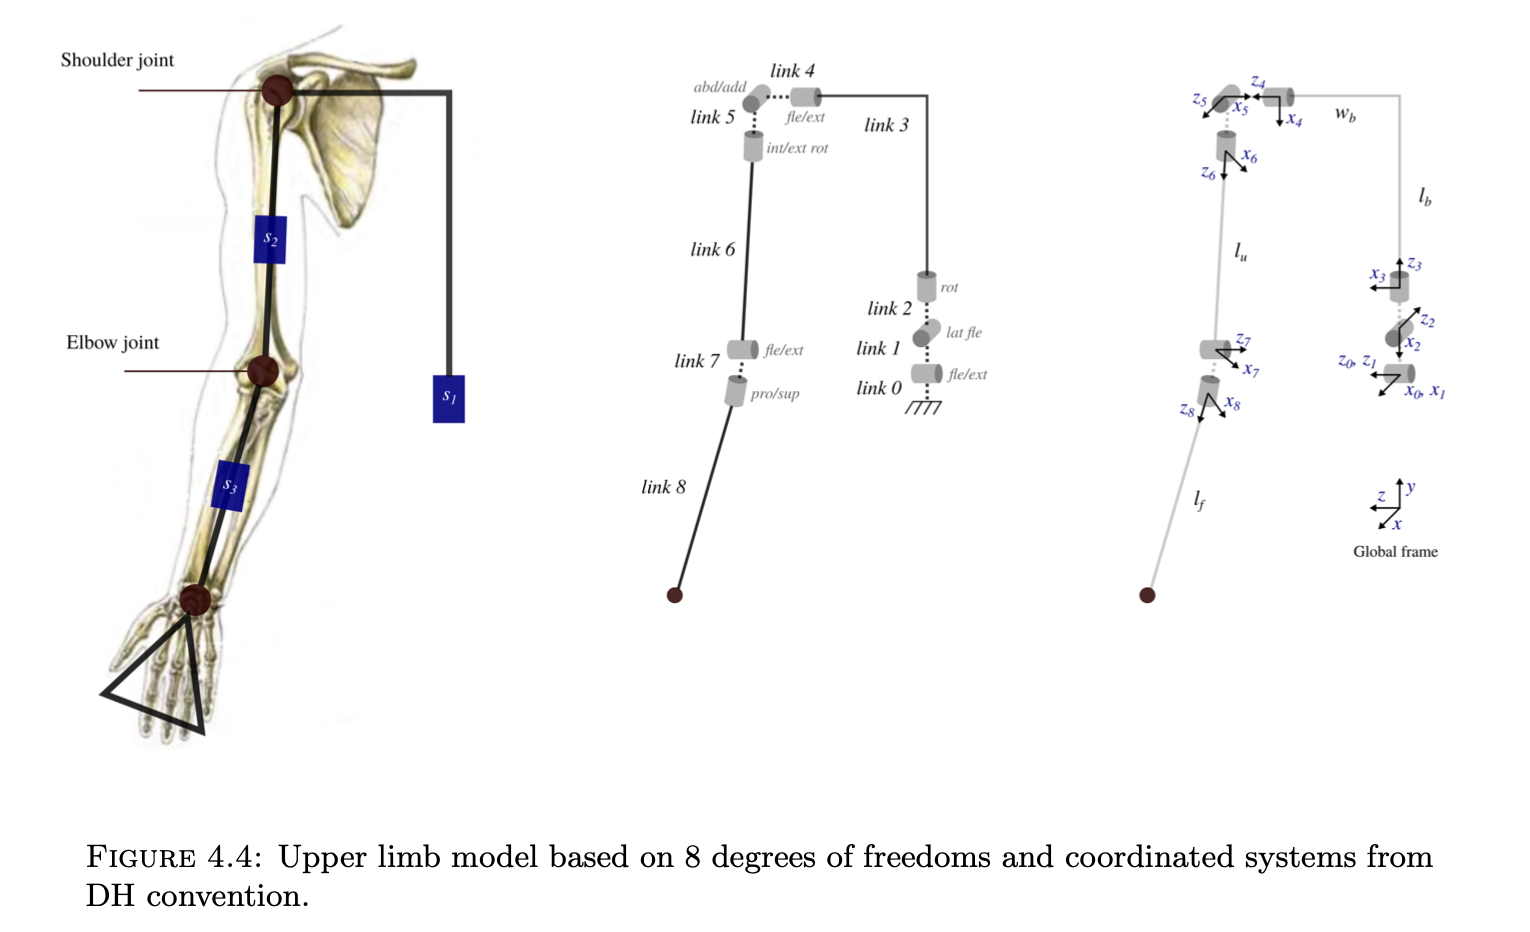 Shoulder joint
s2
Elbow joint
s1
s3
link 4
abd/add
link 5
fle/ext
link 3
int/ext rot
link 6
rot
link 2
lat fle
link 1
link 7
fle/ext
fle/ext
link 0
pro/sup
link 8
z4
z5
x5
x4
wb
x6
z6
lb
lu
z3
x3
z2
x2
z7
z0, z1
x7
x0, x1
z8
x8
lf
z
y
x
Global frame
FIGURE 4.4: Upper limb model based on 8 degrees of freedoms and coordinated systems from
DH convention.